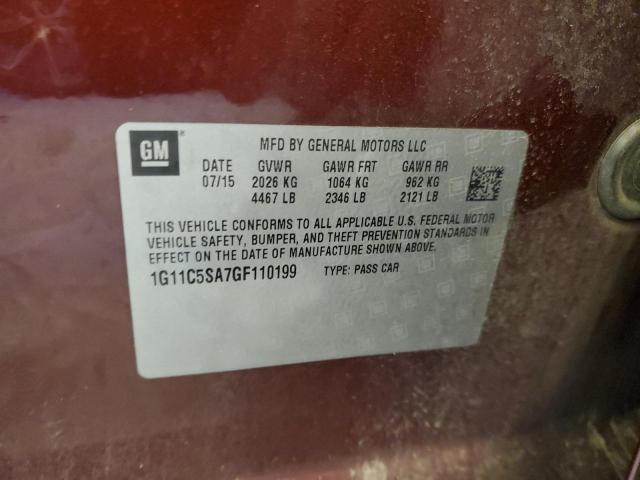 GM ®
MFD BY GENERAL MOTORS LLC
DATE GVWR GAWR FRT GAWR RR
07/15 2026 KG 1064 KG 962 KG
4467 LB 2346 LB 2121 LB
THIS VEHICLE CONFORMS TO ALL APPLICABLE U.S. FEDERAL MOTOR
VEHICLE SAFETY, BUMPER, AND THEFT PREVENTION STANDARDS IN
EFFECT ON THE DATE OF MANUFACTURE SHOWN ABOVE.
1G11C5SA7GF110199 TYPE: PASS CAR